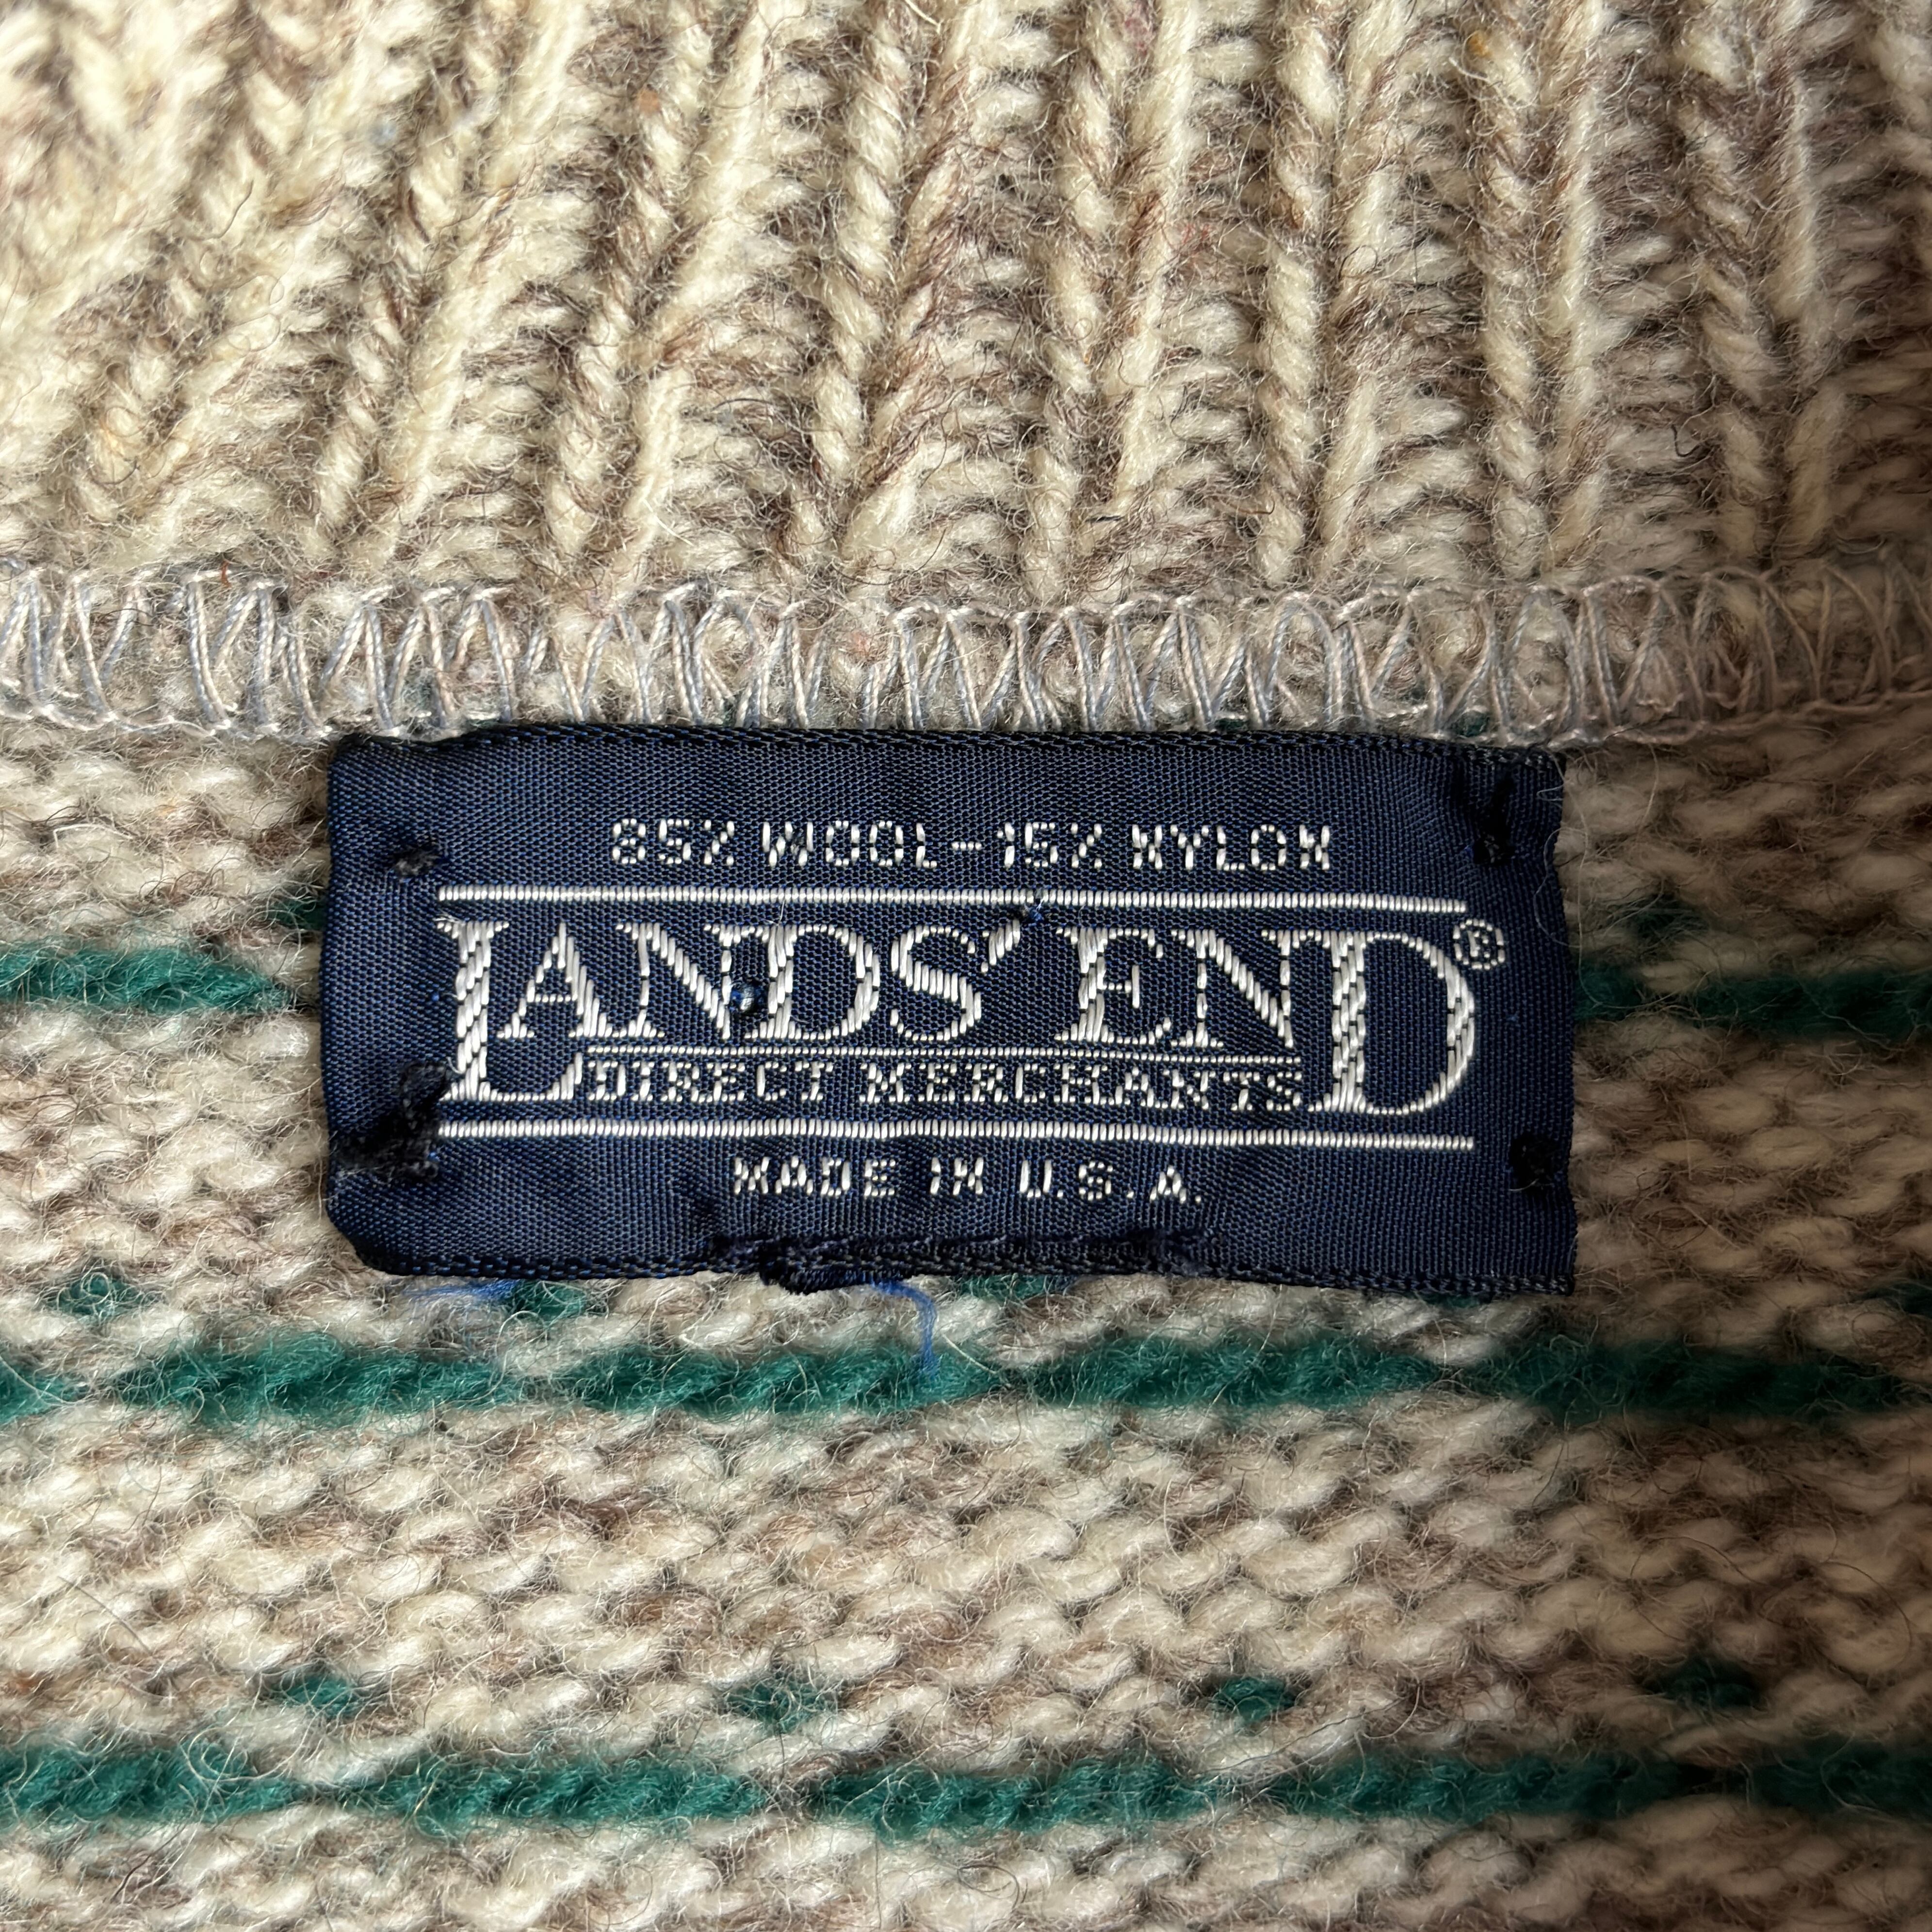 85% WOOL-15% NYLON
LANDS' END®
DIRECT MERCHANTS
MADE IN U.S.A.